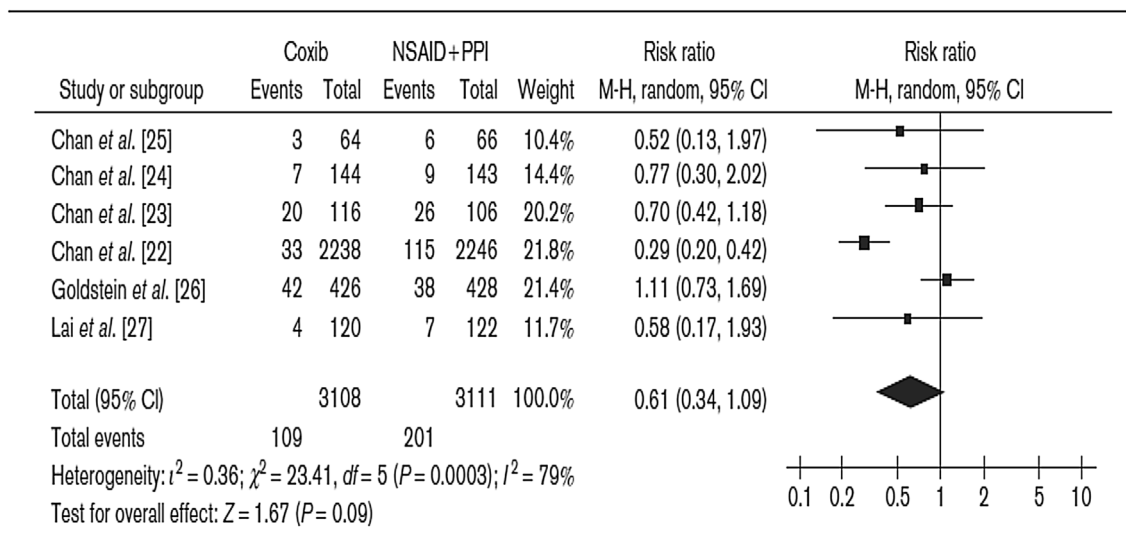 Coxib NSAID+PPI Risk ratio Risk ratio
Study or subgroup Events Total Events Total Weight M-H, random, 95% CI M-H, random, 95% CI
Chan et al. [25] 3 64 6 66 10.4% 0.52 (0.13, 1.97)
Chan et al. [24] 7 144 9 143 14.4% 0.77 (0.30, 2.02)
Chan et al. [23] 20 116 26 106 20.2% 0.70 (0.42, 1.18)
Chan et al. [22] 33 2238 115 2246 21.8% 0.29 (0.20, 0.42)
Goldstein et al. [26] 42 426 38 428 21.4% 1.11 (0.73, 1.69)
Lai et al. [27] 4 120 7 122 11.7% 0.58 (0.17, 1.93)
Total (95% CI) 3108 3111 100.0% 0.61 (0.34, 1.09)
Total events 109 201
Heterogeneity: ι² = 0.36; χ² = 23.41, df = 5 (P = 0.0003); I² = 79%
Test for overall effect: Z = 1.67 (P = 0.09)
0.1 0.2 0.5 1 2 5 10